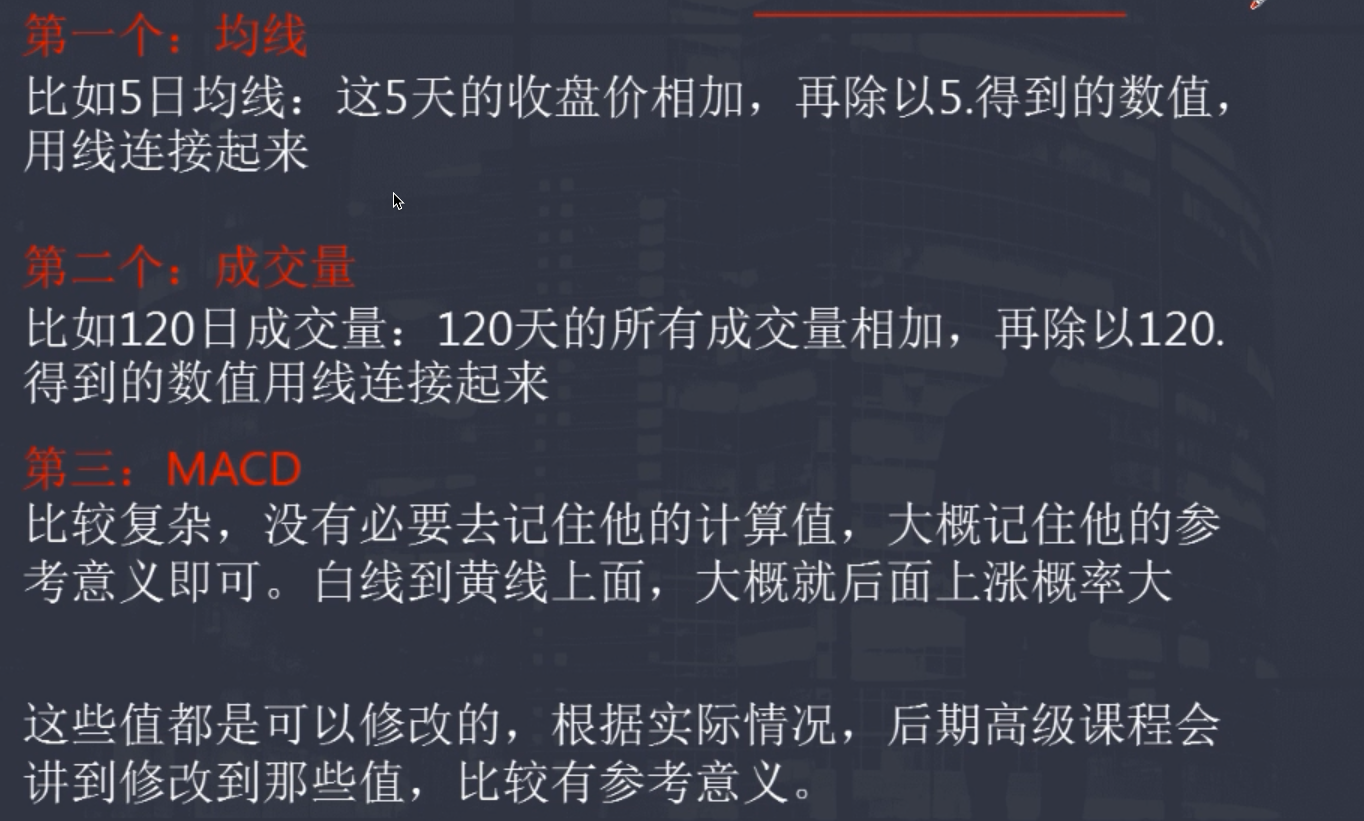 第一个：均线
比如5日均线：这5天的收盘价相加，再除以5.得到的数值，
用线连接起来
第二个：成交量
比如120日成交量：120天的所有成交量相加，再除以120.
得到的数值用线连接起来
第三：MACD
比较复杂，没有必要去记住他的计算值，大概记住他的参
考意义即可。白线到黄线上面，大概就后面上涨概率大
这些值都是可以修改的，根据实际情况，后期高级课程会
讲到修改到那些值，比较有参考意义。